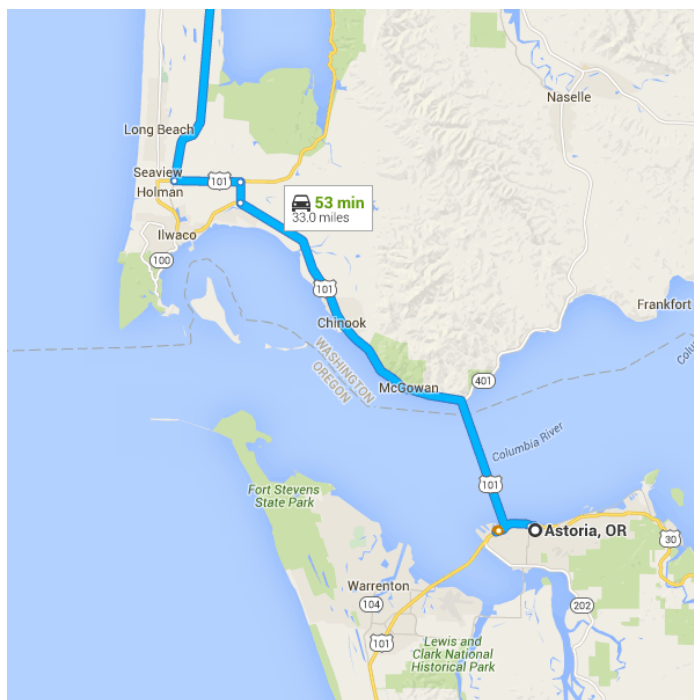 Naselle
Long Beach
Seaview
101
Holman
53 min
33.0 miles
Ilwaco
100
101
Frankfort
Chinook
WASHINGTON
OREGON
McGowan
401
Columbia River
101
Fort Stevens
State Park
Astoria, OR
30
Warrenton
104
202
101
Lewis and
Clark National
Historical Park